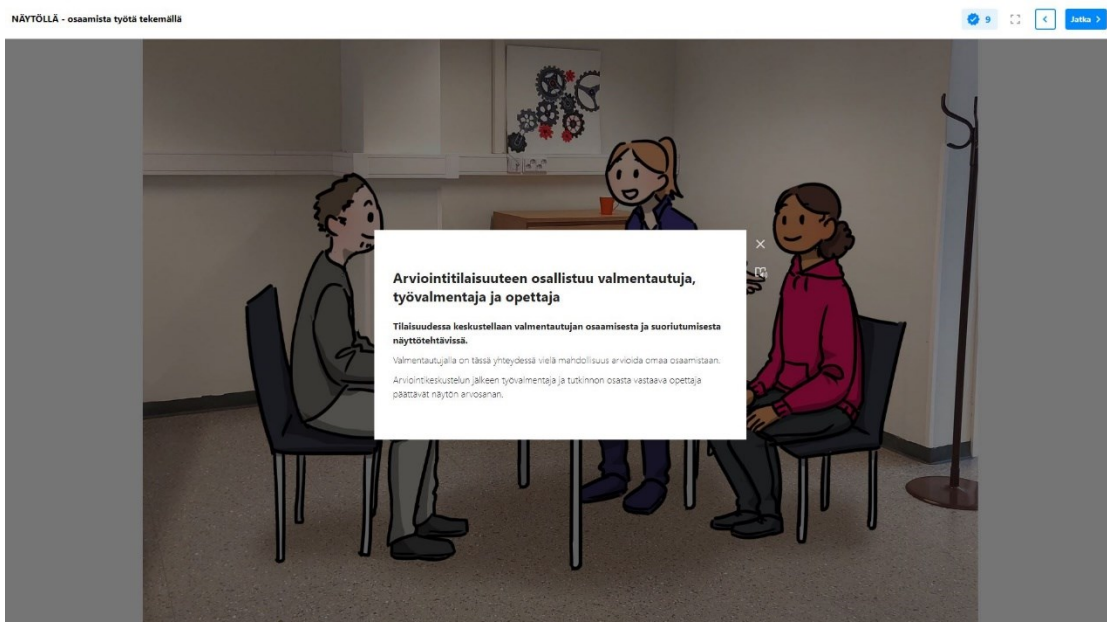 NÄYTÖLLÄ - osaamista työtä tekemällä
9
Jatka >
Arviointitilaisuuteen osallistuu valmentautuja,
työvalmentaja ja opettaja
Tilaisuudessa keskustellaan valmentautujan osaamisesta ja suoriutumisesta
näyttötehtävissä.
Valmentautujalla on tässä yhteydessä vielä mahdollisuus arvioida omaa osaamistaan.
Arviointikeskustelun jälkeen työvalmentaja ja tutkinnon osasta vastaava opettaja
päättävät näytön arvosanan.